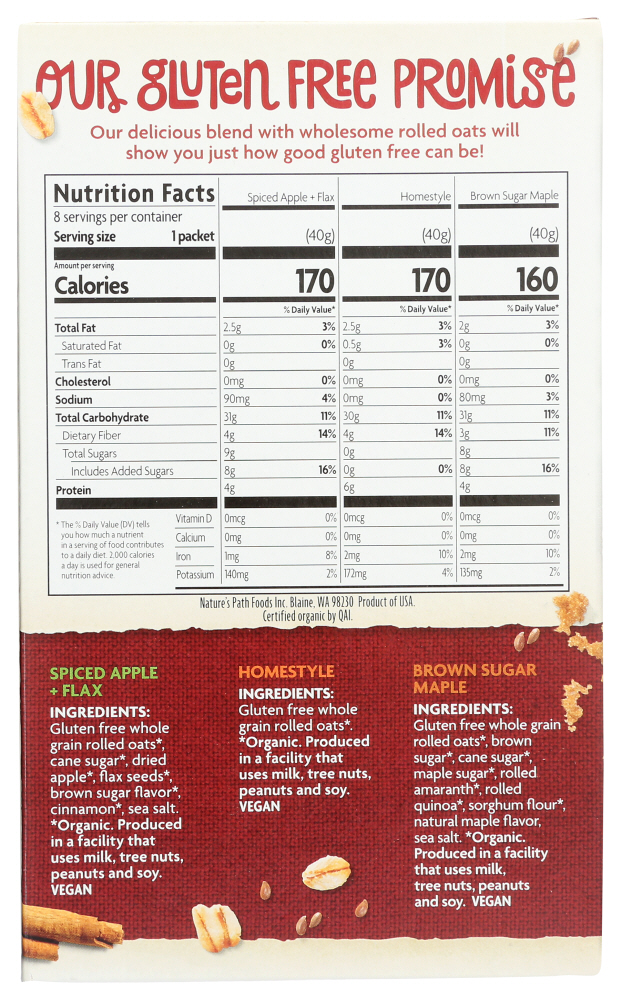 OUR GLUTEN FREE PROMISE
Our delicious blend with wholesome rolled oats will
show you just how good gluten free can be!
Nutrition Facts Spiced Apple + Flax Homestyle Brown Sugar Maple
8 servings per container
Serving size 1 packet (40g) (40g) (40g)
Amount per serving
Calories 170 170 160
% Daily Value* % Daily Value* % Daily Value*
Total Fat 2.5g 3% 2.5g 3% 2g 3%
Saturated Fat 0g 0% 0.5g 3% 0g 0%
Trans Fat 0g 0g 0g
Cholesterol 0mg 0% 0mg 0% 0mg 0%
Sodium 90mg 4% 0mg 0% 80mg 3%
Total Carbohydrate 31g 11% 30g 11% 31g 11%
Dietary Fiber 4g 14% 4g 14% 3g 11%
Total Sugars 9g 0g 8g
Includes Added Sugars 8g 16% 0g 0% 8g 16%
Protein 4g 6g 4g
* The % Daily Value (DV) tells
you how much a nutrient
in a serving of food contributes
to a daily diet. 2,000 calories
a day is used for general
nutrition advice.
Vitamin D 0mcg 0% 0mcg 0% 0mcg 0%
Calcium 0mg 0% 0mg 0% 0mg 0%
Iron 1mg 8% 2mg 10% 2mg 10%
Potassium 140mg 2% 172mg 4% 135mg 2%
Nature's Path Foods Inc. Blaine, WA 98230 Product of USA.
Certified organic by QAI.
SPICED APPLE
+ FLAX
INGREDIENTS:
Gluten free whole
grain rolled oats*,
cane sugar*, dried
apple*, flax seeds*,
brown sugar flavor*,
cinnamon*, sea salt.
*Organic. Produced
in a facility that
uses milk, tree nuts,
peanuts and soy.
VEGAN
HOMESTYLE
INGREDIENTS:
Gluten free whole
grain rolled oats*.
*Organic. Produced
in a facility that
uses milk, tree nuts,
peanuts and soy.
VEGAN
BROWN SUGAR
MAPLE
INGREDIENTS:
Gluten free whole grain
rolled oats*, brown
sugar*, cane sugar*,
maple sugar*, rolled
amaranth*, rolled
quinoa*, sorghum flour*,
natural maple flavor,
sea salt. *Organic.
Produced in a facility
that uses milk,
tree nuts, peanuts
and soy. VEGAN